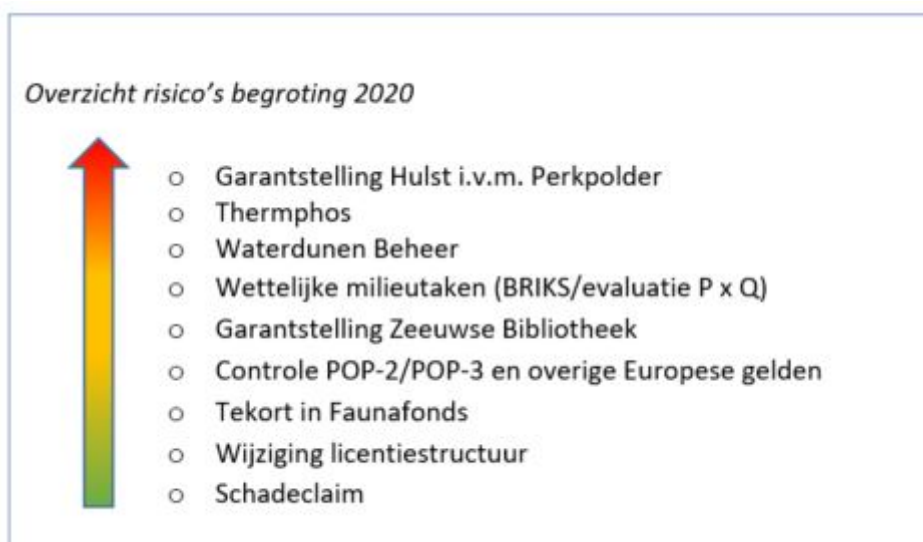 Overzicht risico's begroting 2020
o Garantstelling Hulst i.v.m. Perkpolder
o Thermphos
o Waterdunen Beheer
o Wettelijke milieutaken (BRIKS/evaluatie P x Q)
o Garantstelling Zeeuwse Bibliotheek
o Controle POP-2/POP-3 en overige Europese gelden
o Tekort in Faunafonds
o Wijziging licentiestructuur
o Schadeclaim